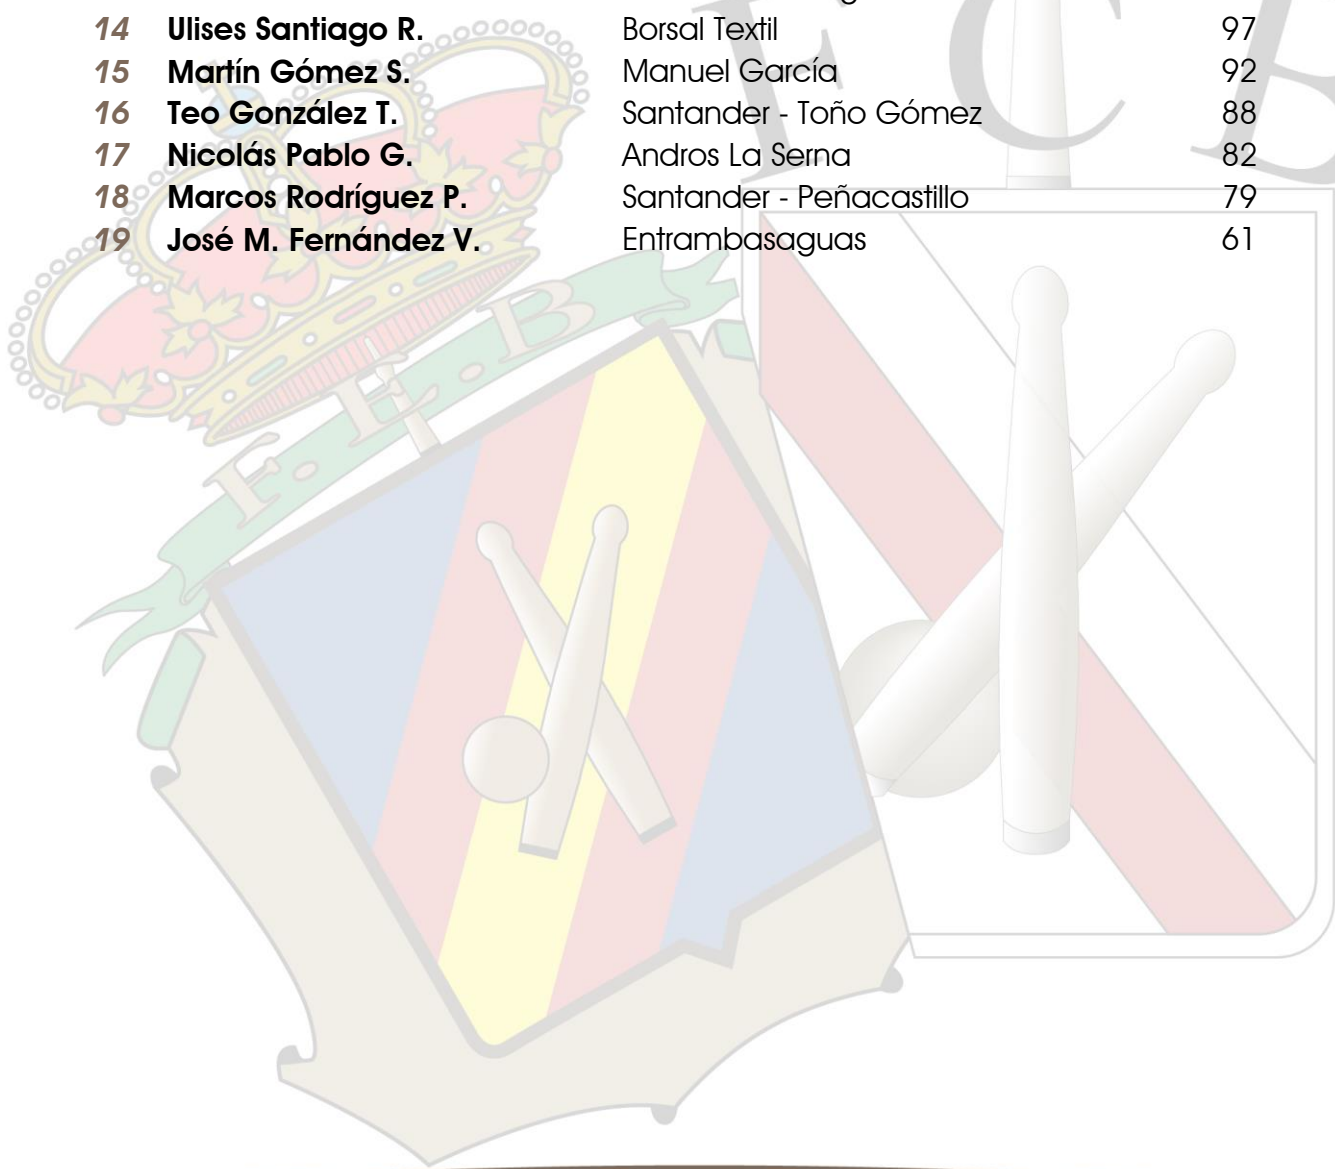 14 Ulises Santiago R. Borsal Textil 97
15 Martín Gómez S. Manuel García 92
16 Teo González T. Santander - Toño Gómez 88
17 Nicolás Pablo G. Andros La Serna 82
18 Marcos Rodríguez P. Santander - Peñacastillo 79
19 José M. Fernández V. Entrambasaguas 61
F C B
F. E. B